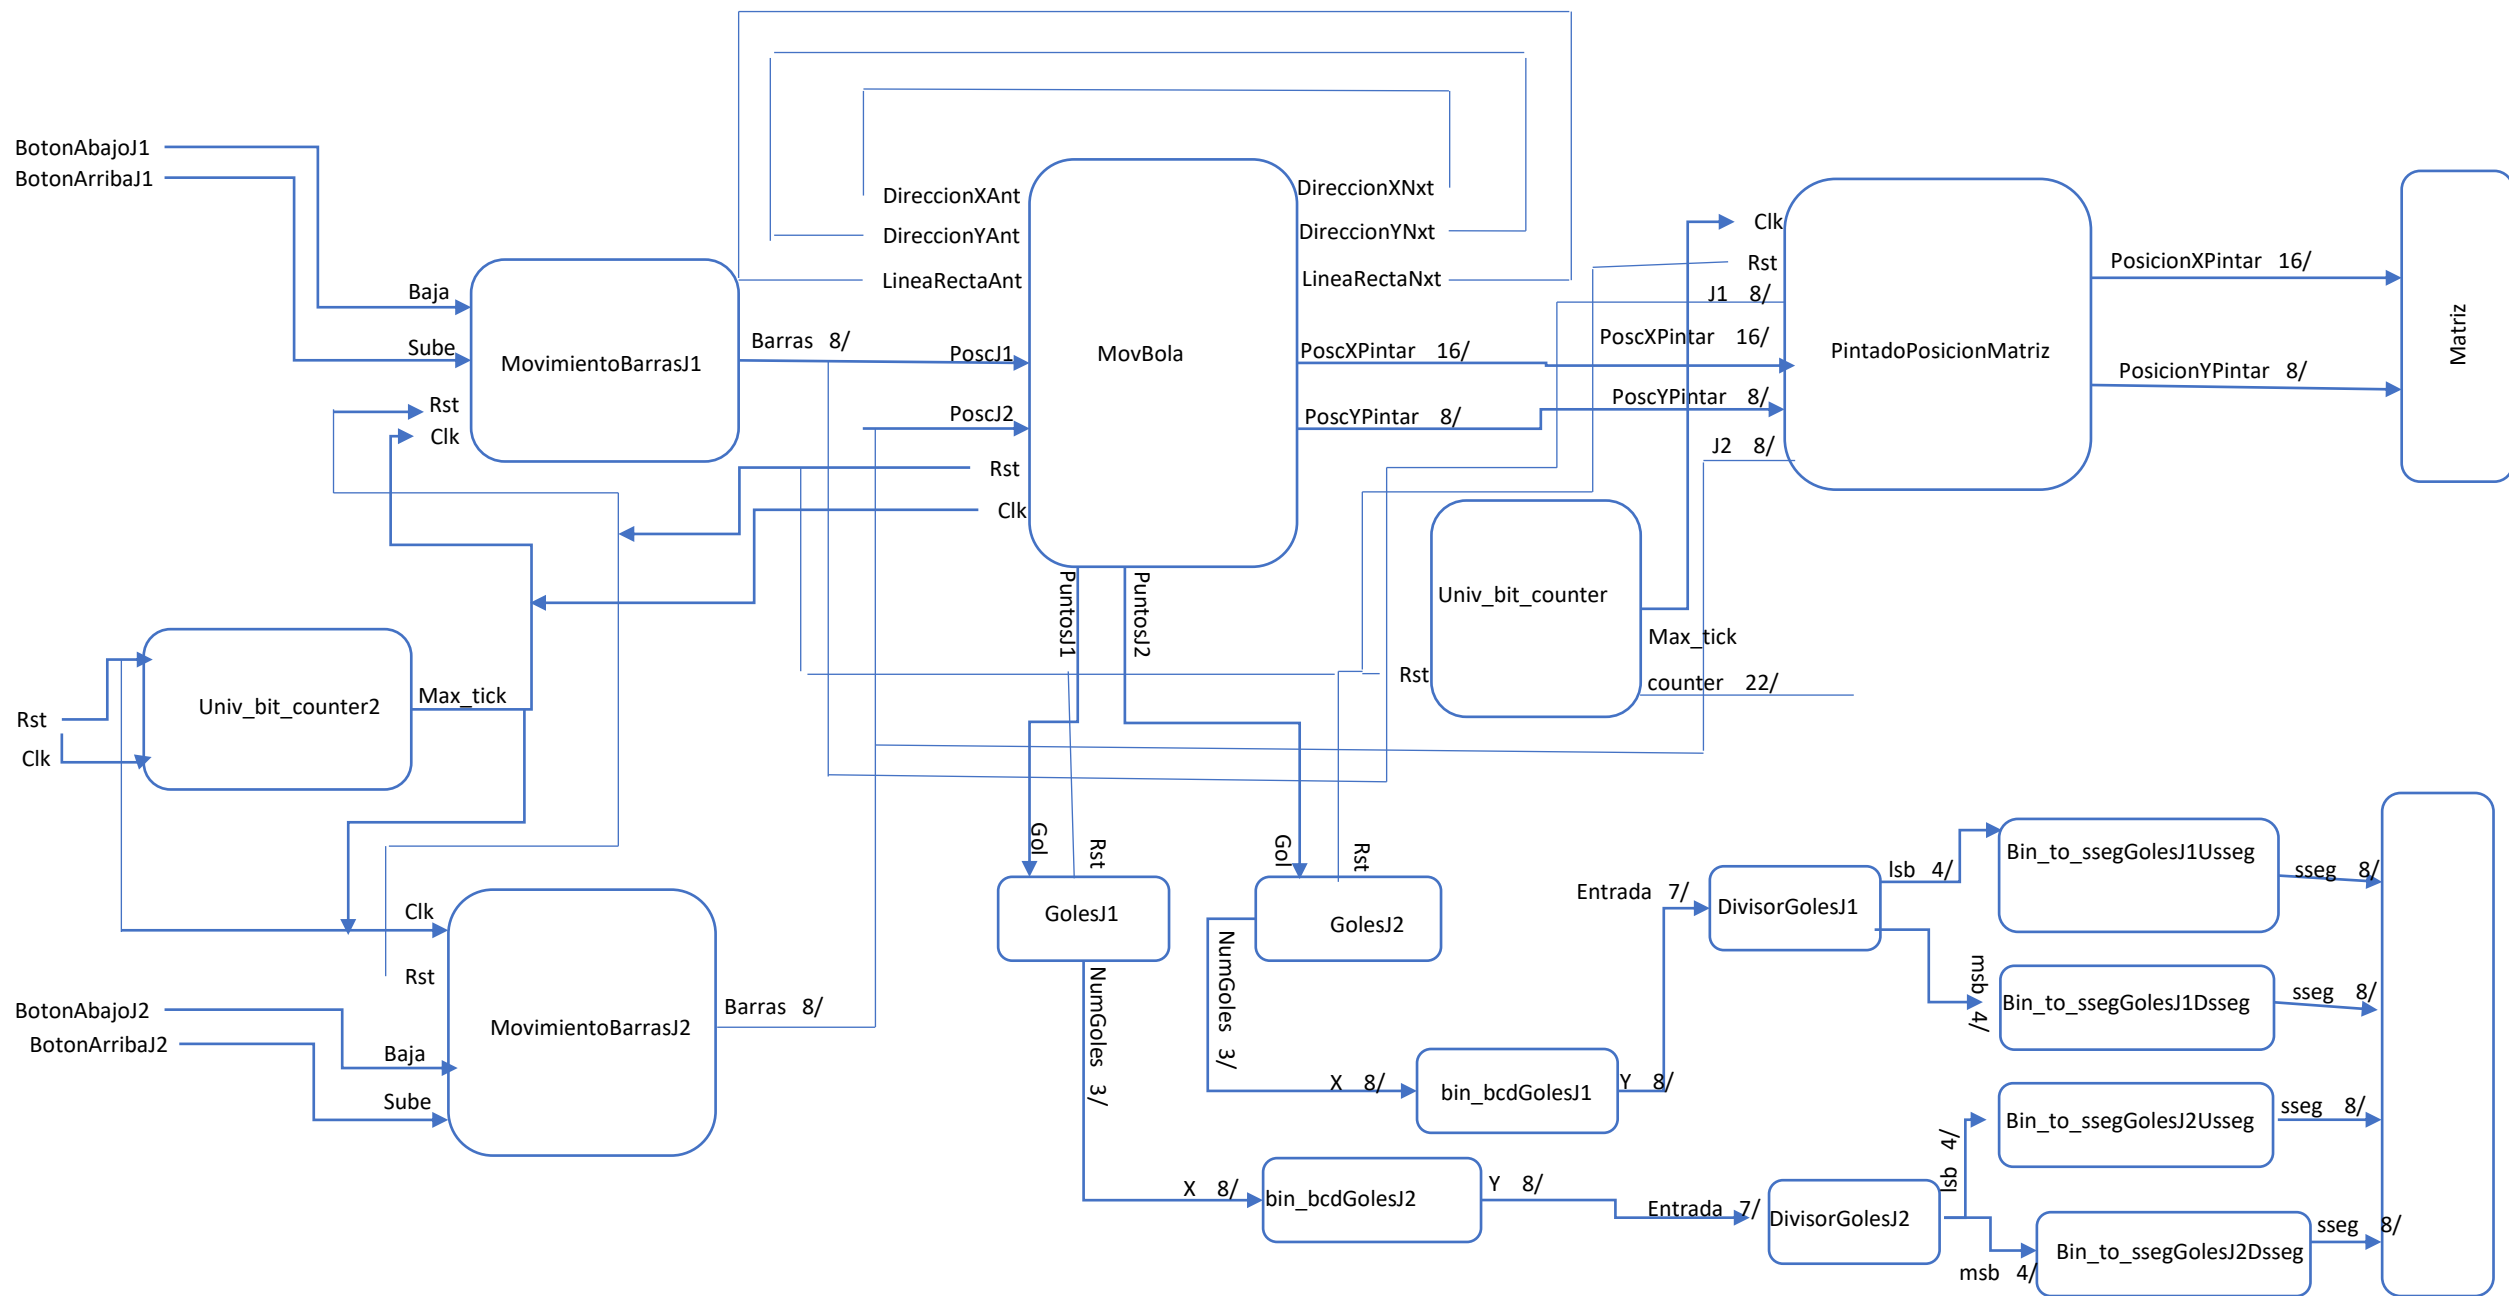 BotonAbajoJ1
BotonArribaJ1
Baja
Sube
Rst
Clk
MovimientoBarrasJ1
Barras 8/
DireccionXAnt
DireccionYAnt
LineaRectaAnt
PoscJ1
PoscJ2
Rst
Clk
MovBola
DireccionXNxt
DireccionYNxt
LineaRectaNxt
PoscXPintar 16/
PoscYPintar 8/
PuntosJ1
PuntosJ2
Clk
Rst
J1 8/
PoscXPintar 16/
PoscYPintar 8/
J2 8/
PintadoPosicionMatriz
PosicionXPintar 16/
PosicionYPintar 8/
Matriz
Univ_bit_counter
Max_tick
Rst
counter 22/
Rst
Clk
Univ_bit_counter2
Max_tick
Clk
Rst
BotonAbajoJ2
BotonArribaJ2
Baja
Sube
MovimientoBarrasJ2
Barras 8/
Gol
Rst
GolesJ1
NumGoles 3/
Gol
Rst
GolesJ2
NumGoles 3/
X 8/
bin_bcdGolesJ1
Y 8/
X 8/
bin_bcdGolesJ2
Y 8/
Entrada 7/
DivisorGolesJ1
lsb 4/
msb 4/
Entrada 7/
DivisorGolesJ2
lsb 4/
msb 4/
Bin_to_ssegGolesJ1Usseg
sseg 8/
Bin_to_ssegGolesJ1Dsseg
sseg 8/
Bin_to_ssegGolesJ2Usseg
sseg 8/
Bin_to_ssegGolesJ2Dsseg
sseg 8/